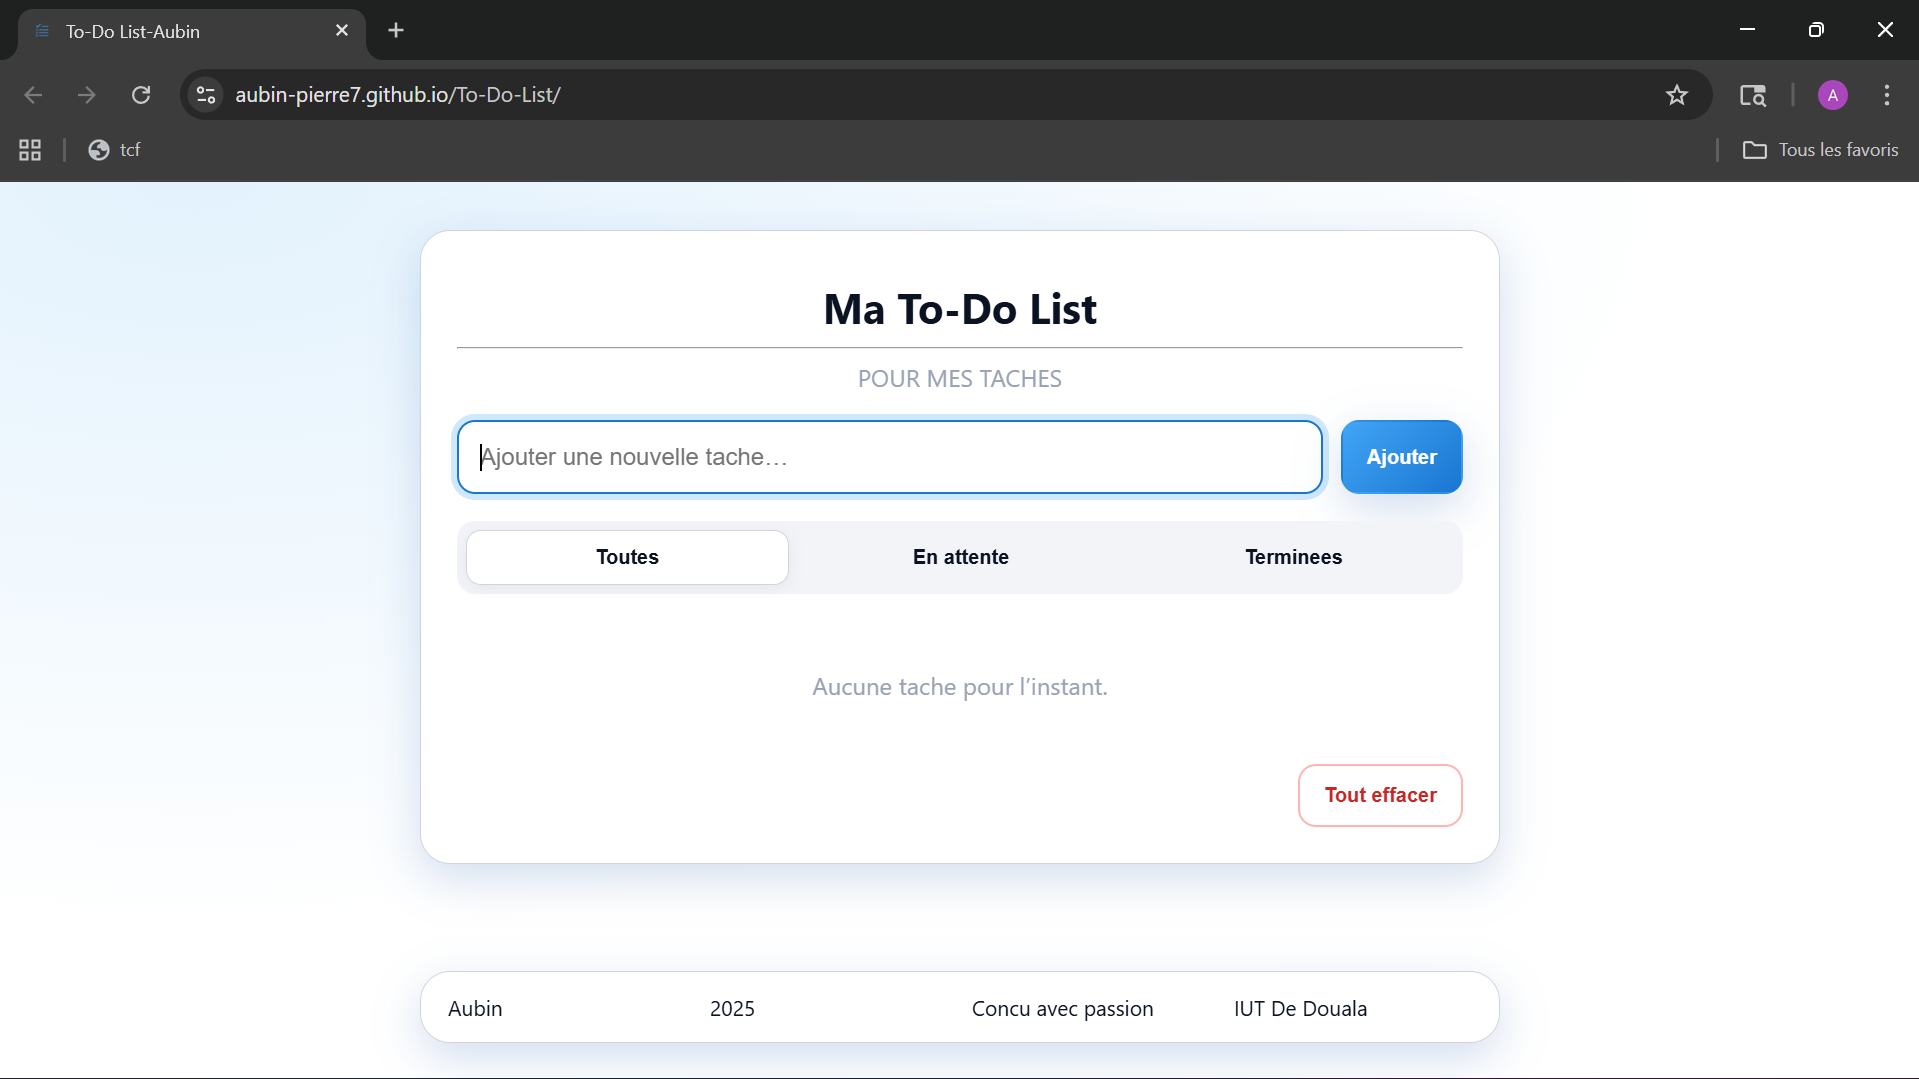 To-Do List-Aubin
aubin-pierre7.github.io/To-Do-List/
A
tcf
Tous les favoris
Ma To-Do List
POUR MES TACHES
Ajouter une nouvelle tache…
Ajouter
Toutes
En attente
Terminees
Aucune tache pour l’instant.
Tout effacer
Aubin
2025
Concu avec passion
IUT De Douala